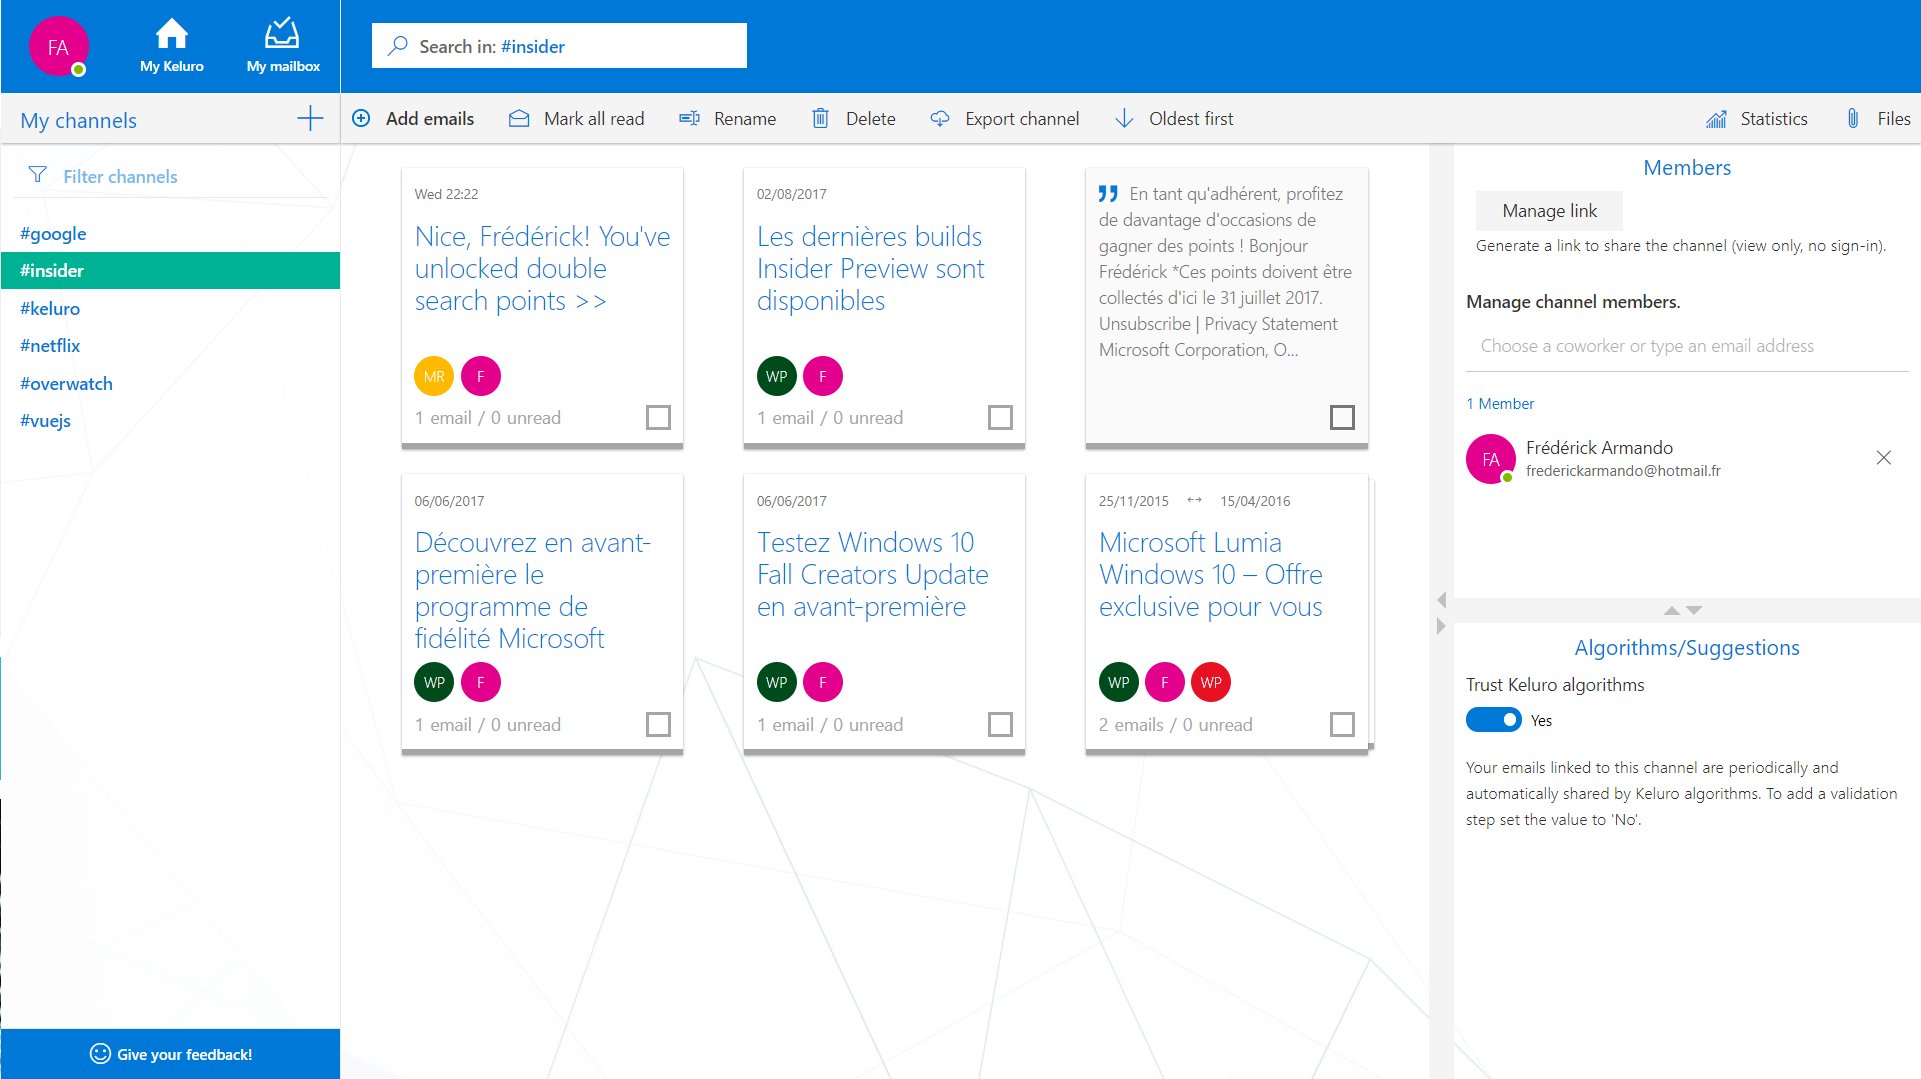 FA
My Keluro
My mailbox
Search in: #insider
My channels
Add emails
Mark all read
Rename
Delete
Export channel
Oldest first
Statistics
Files
Filter channels
#google
#insider
#keluro
#netflix
#overwatch
#vuejs
Give your feedback!
Wed 22:22
Nice, Frédérick! You've
unlocked double
search points >>
MR F
1 email / 0 unread
02/08/2017
Les dernières builds
Insider Preview sont
disponibles
WP F
1 email / 0 unread
En tant qu'adhérent, profitez
de davantage d'occasions de
gagner des points ! Bonjour
Frédérick *Ces points doivent être
collectés d'ici le 31 juillet 2017.
Unsubscribe | Privacy Statement
Microsoft Corporation, O...
06/06/2017
Découvrez en avant-
première le
programme de
fidélité Microsoft
WP F
1 email / 0 unread
06/06/2017
Testez Windows 10
Fall Creators Update
en avant-première
WP F
1 email / 0 unread
25/11/2015 ↔ 15/04/2016
Microsoft Lumia
Windows 10 – Offre
exclusive pour vous
WP F WP
2 emails / 0 unread
Members
Manage link
Generate a link to share the channel (view only, no sign-in).
Manage channel members.
Choose a coworker or type an email address
1 Member
FA
Frédérick Armando
frederickarmando@hotmail.fr
Algorithms/Suggestions
Trust Keluro algorithms
Yes
Your emails linked to this channel are periodically and
automatically shared by Keluro algorithms. To add a validation
step set the value to 'No'.